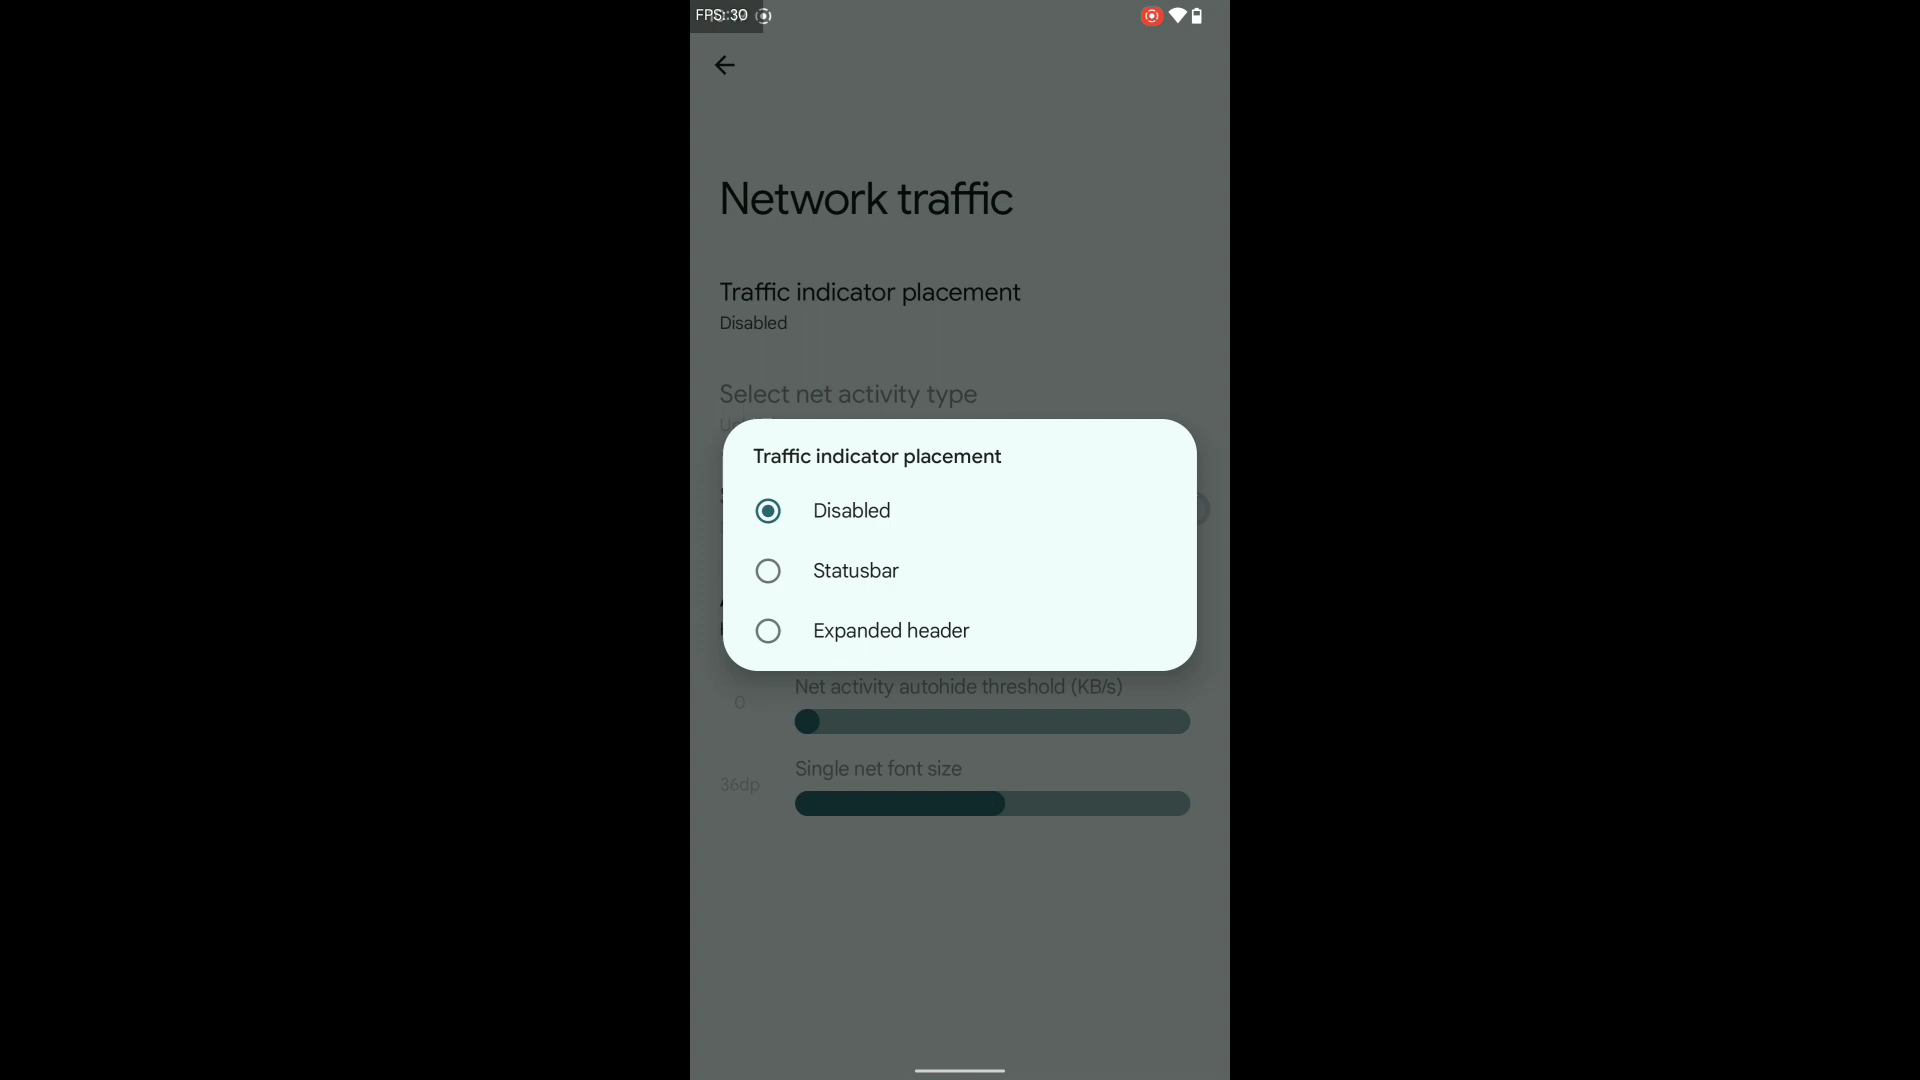 FPS: 30
Network traffic
Traffic indicator placement
Disabled
Select net activity type
Traffic indicator placement
Disabled
Statusbar
Expanded header
Net activity autohide threshold (KB/s)
0
Single net font size
36dp